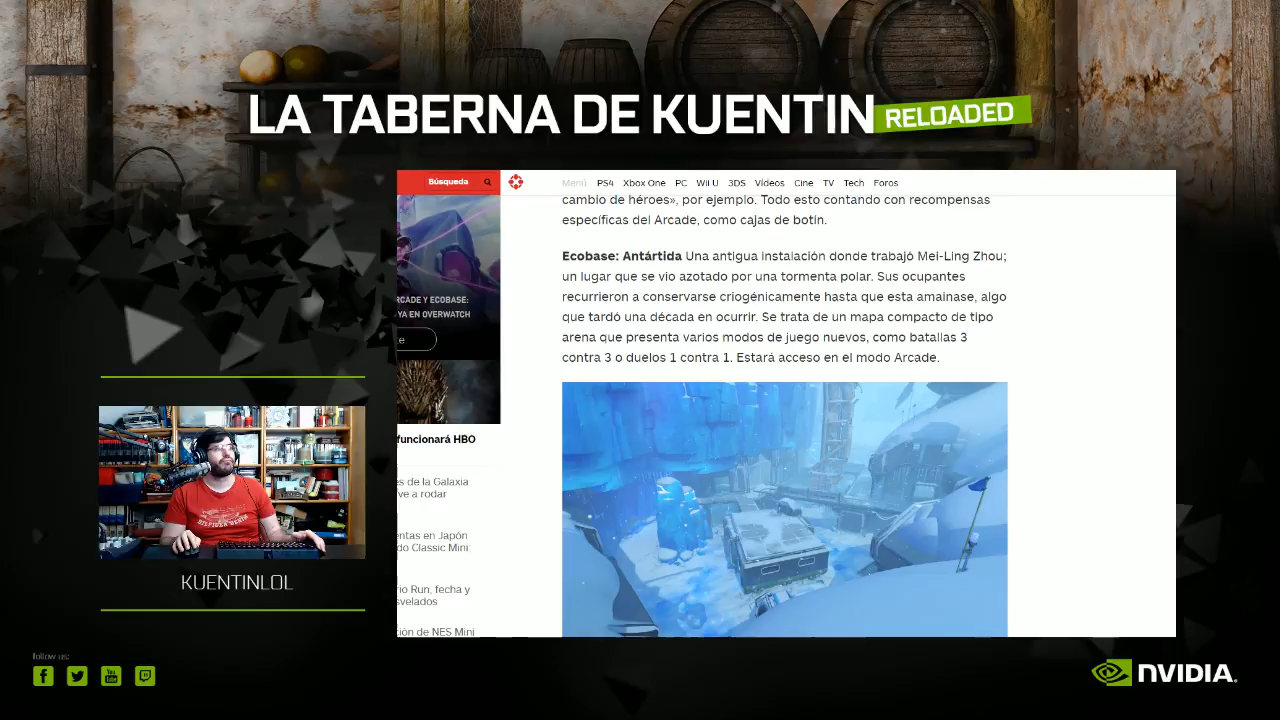 LA TABERNA DE KUENTIN RELOADED
Búsqueda
Menú PS4 Xbox One PC Wii U 3DS Vídeos Cine TV Tech Foros
cambio de héroes», por ejemplo. Todo esto contando con recompensas
específicas del Arcade, como cajas de botín.
Ecobase: Antártida Una antigua instalación donde trabajó Mei-Ling Zhou;
un lugar que se vio azotado por una tormenta polar. Sus ocupantes
recurrieron a conservarse criogénicamente hasta que esta amainase, algo
que tardó una década en ocurrir. Se trata de un mapa compacto de tipo
arena que presenta varios modos de juego nuevos, como batallas 3
contra 3 o duelos 1 contra 1. Estará acceso en el modo Arcade.
RCADE Y ECOBASE:
YA EN OVERWATCH
te
funcionará HBO
es de la Galaxia
ve a rodar
entas en Japón
do Classic Mini
rio Run, fecha y
svelados
ción de NES Mini
KUENTINLOL
follow us:
You Tube
NVIDIA.